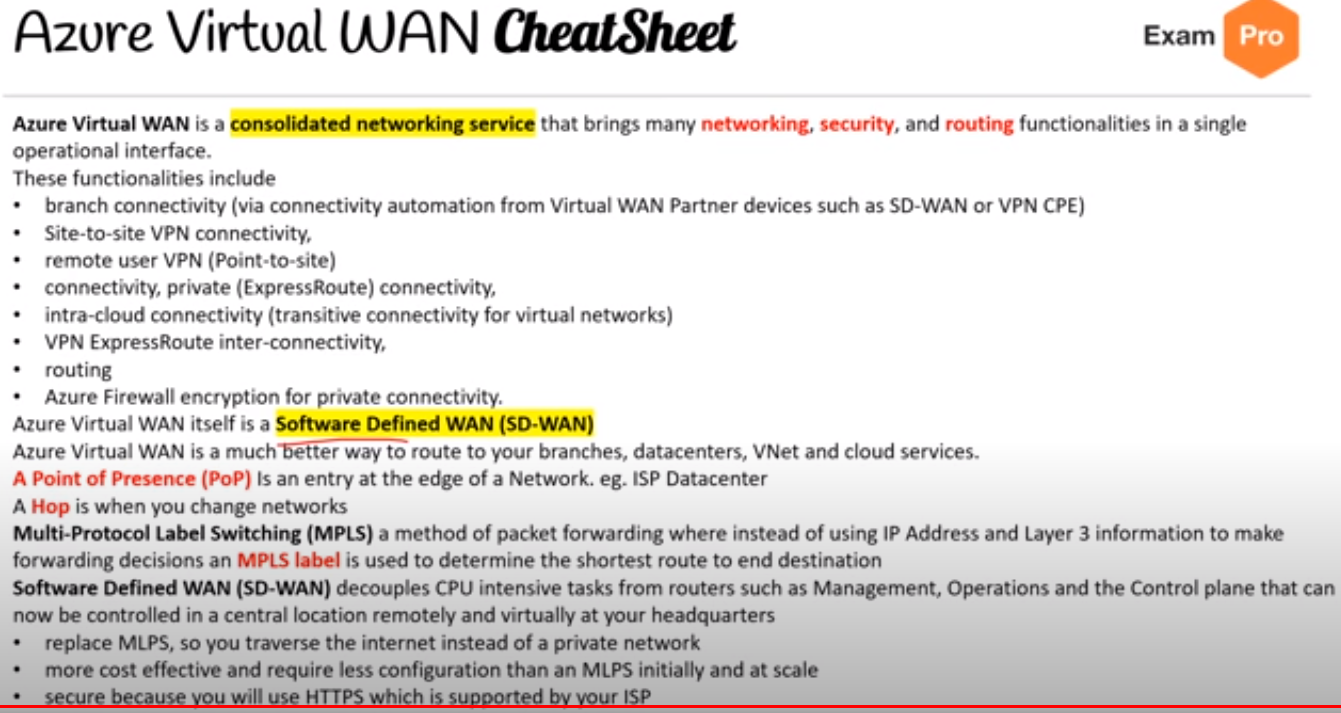 Azure Virtual WAN CheatSheet
Exam Pro
Azure Virtual WAN is a consolidated networking service that brings many networking, security, and routing functionalities in a single
operational interface.
These functionalities include
• branch connectivity (via connectivity automation from Virtual WAN Partner devices such as SD-WAN or VPN CPE)
• Site-to-site VPN connectivity,
• remote user VPN (Point-to-site)
• connectivity, private (ExpressRoute) connectivity,
• intra-cloud connectivity (transitive connectivity for virtual networks)
• VPN ExpressRoute inter-connectivity,
• routing
• Azure Firewall encryption for private connectivity.
Azure Virtual WAN itself is a Software Defined WAN (SD-WAN)
Azure Virtual WAN is a much better way to route to your branches, datacenters, VNet and cloud services.
A Point of Presence (PoP) Is an entry at the edge of a Network. eg. ISP Datacenter
A Hop is when you change networks
Multi-Protocol Label Switching (MPLS) a method of packet forwarding where instead of using IP Address and Layer 3 information to make
forwarding decisions an MPLS label is used to determine the shortest route to end destination
Software Defined WAN (SD-WAN) decouples CPU intensive tasks from routers such as Management, Operations and the Control plane that can
now be controlled in a central location remotely and virtually at your headquarters
• replace MLPS, so you traverse the internet instead of a private network
• more cost effective and require less configuration than an MLPS initially and at scale
• secure because you will use HTTPS which is supported by your ISP